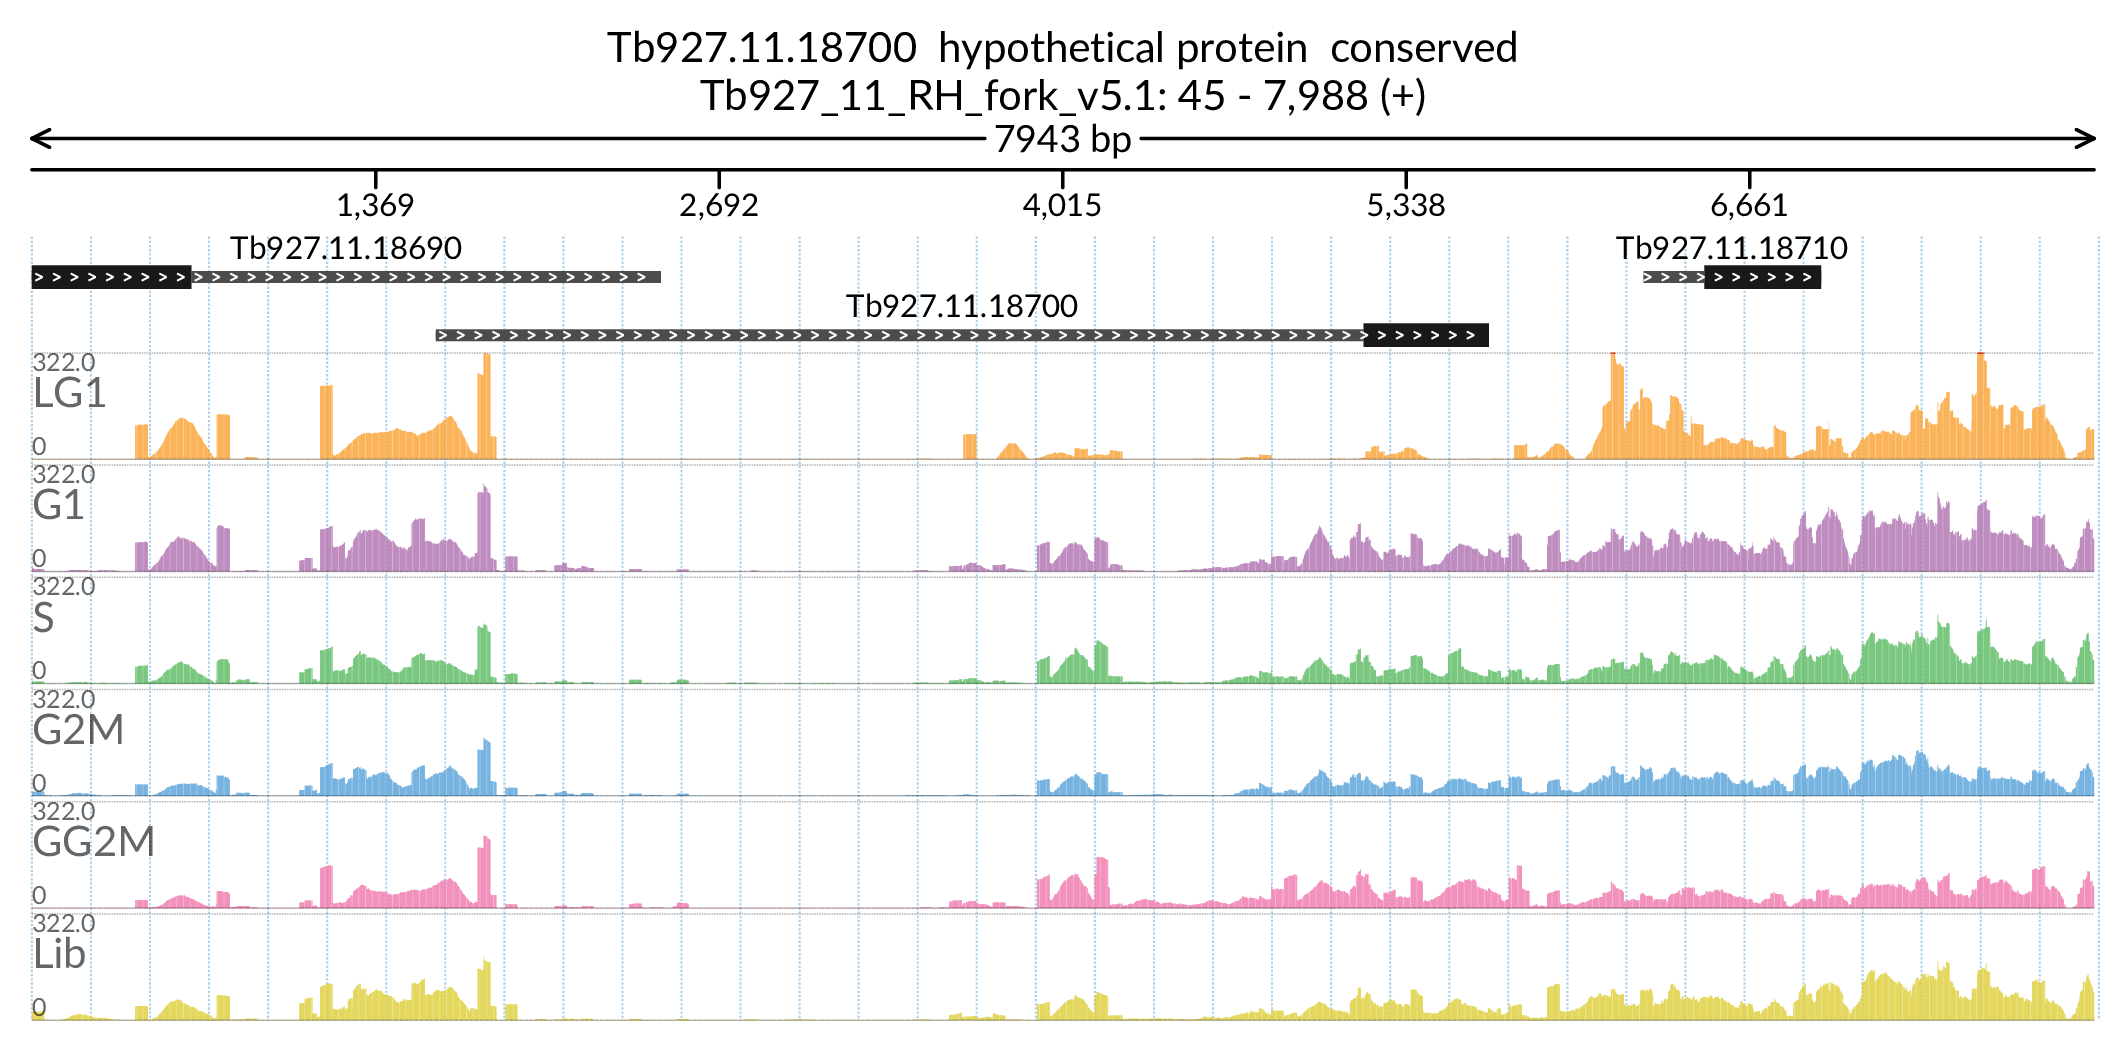 Tb927.11.18700 hypothetical protein conserved
Tb927_11_RH_fork_v5.1: 45 - 7,988 (+)
7943 bp
1,369 2,692 4,015 5,338 6,661
Tb927.11.18690 Tb927.11.18710
Tb927.11.18700
322.0
LG1
0
322.0
G1
0
322.0
S
0
322.0
G2M
0
322.0
GG2M
0
322.0
Lib
0